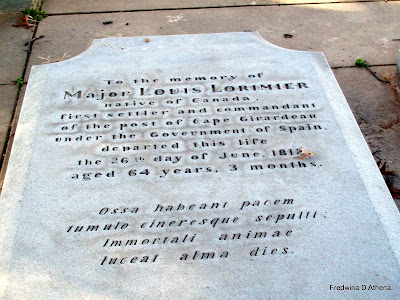 To the memory of
Major Louis Lorimier
native of Canada,
first settler and commandant
of the post of Cape Girardeau
under the Government of Spain,
departed this life
the 26th day of June, 1812
aged 64 years, 3 months.
Ossa habeant pacem
tumulo cineresque sepulti:
Immortali animae
luceat alma dies.
Fredwina D'Athena